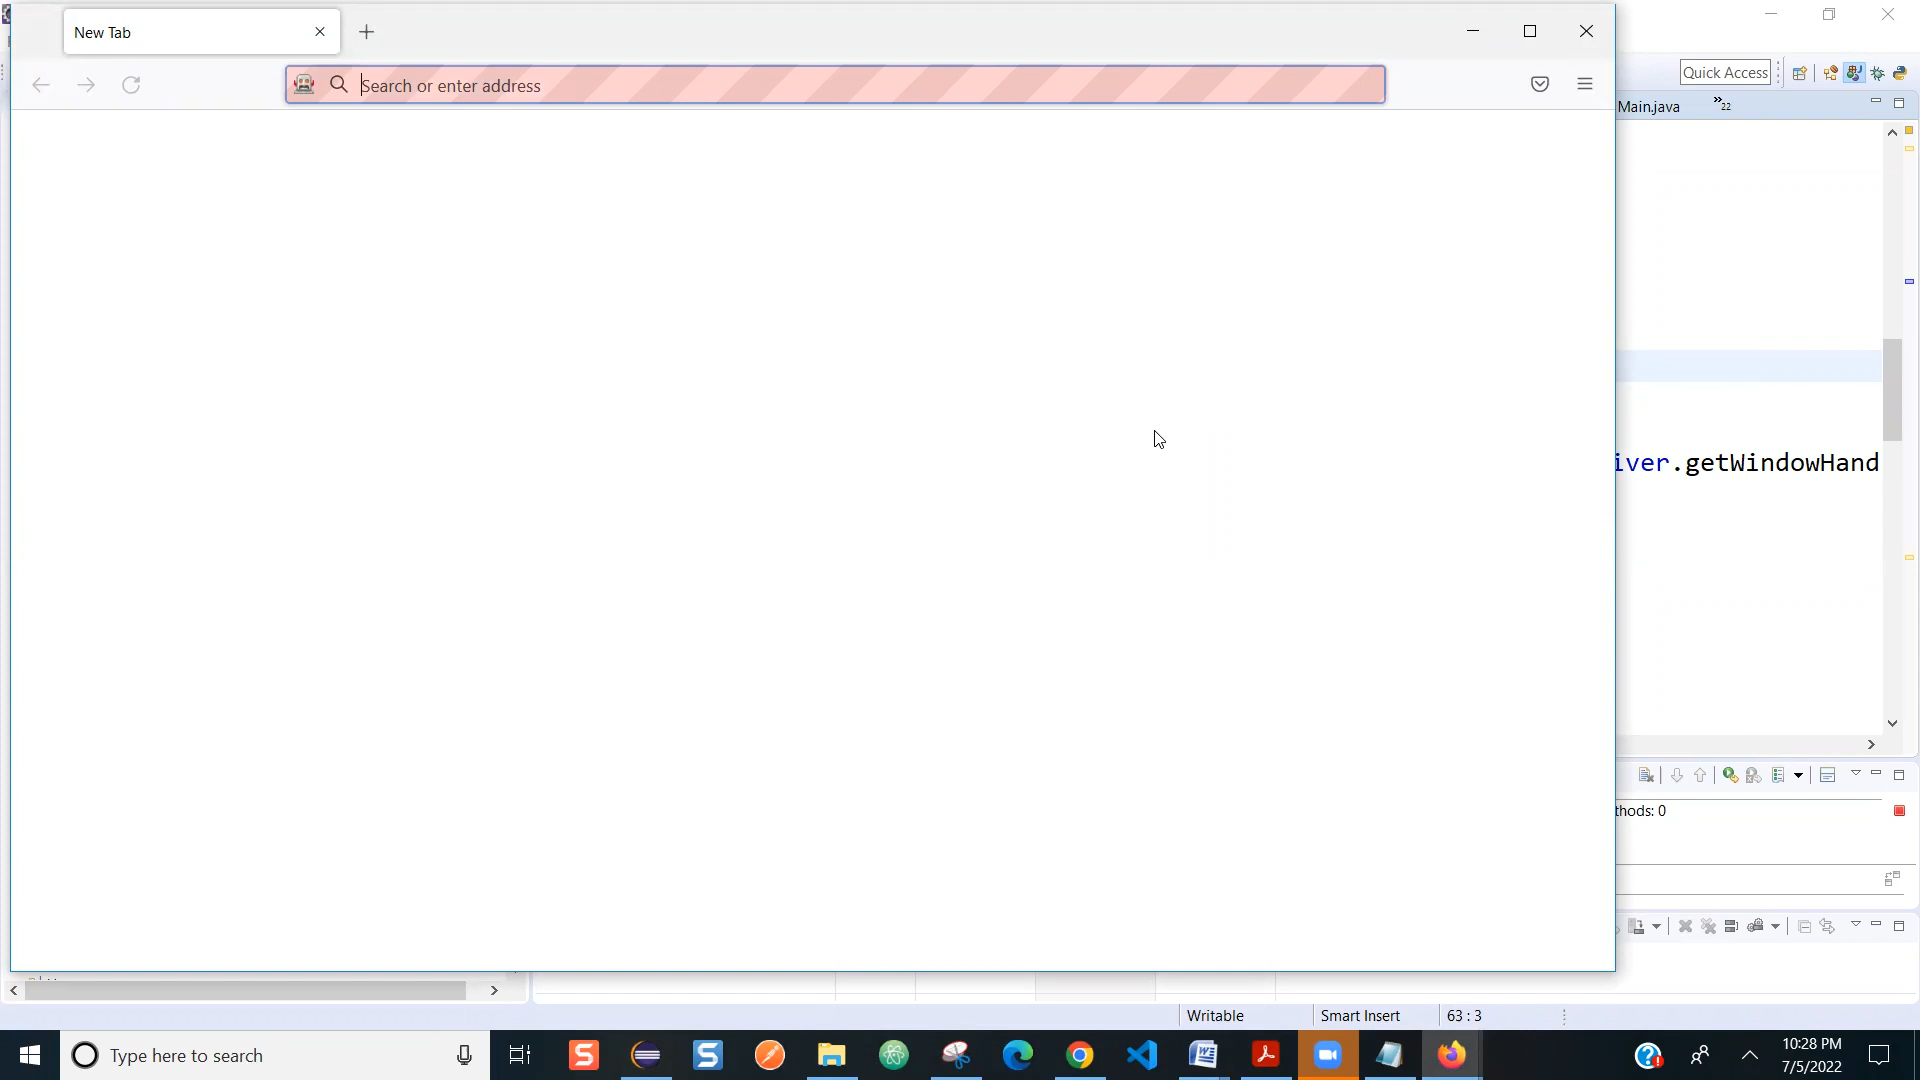 New Tab
Search or enter address
Quick Access
Main.java
22
iver.getWindowHand
thods: 0
Writable
Smart Insert
63 : 3
Type here to search
10:28 PM
7/5/2022